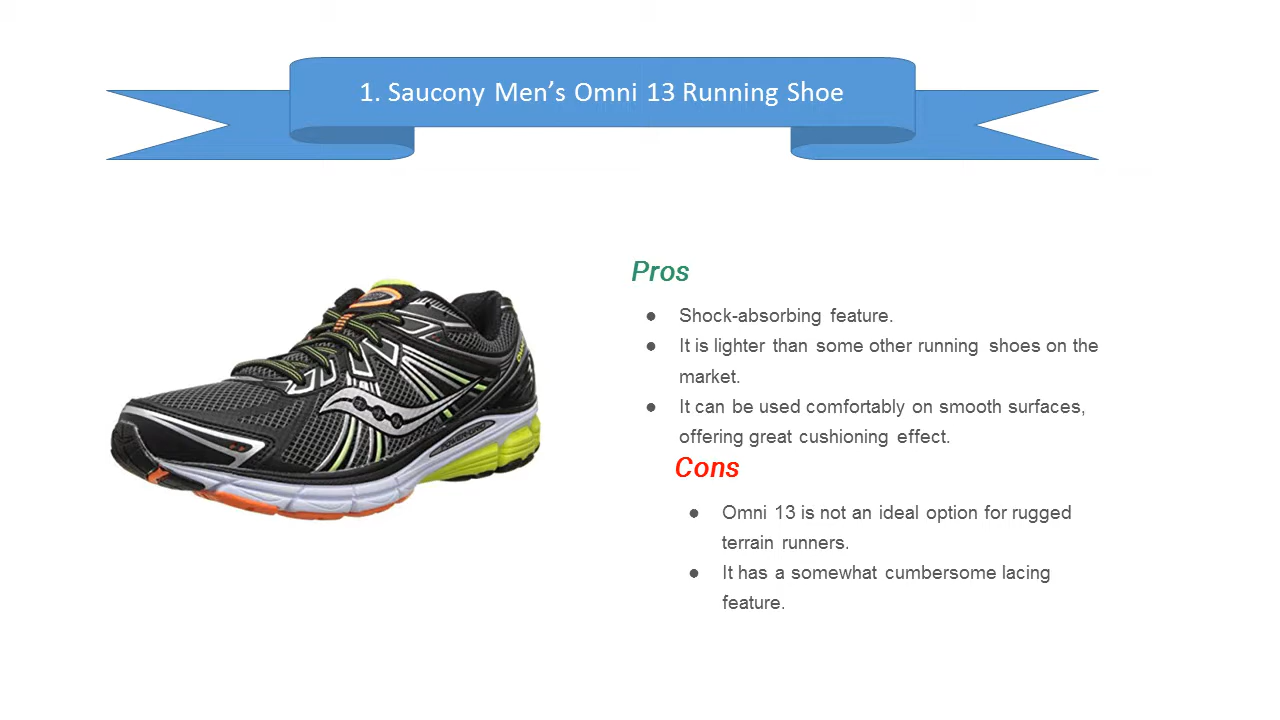 1. Saucony Men’s Omni 13 Running Shoe
Pros
● Shock-absorbing feature.
● It is lighter than some other running shoes on the
market.
● It can be used comfortably on smooth surfaces,
offering great cushioning effect.
Cons
● Omni 13 is not an ideal option for rugged
terrain runners.
● It has a somewhat cumbersome lacing
feature.